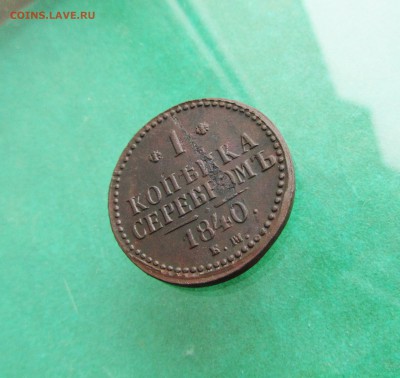 COINS.LAVE.RU
* 1 *
КОПѢЙКА
СЕРЕБРОМЪ
1840.
Е.М.